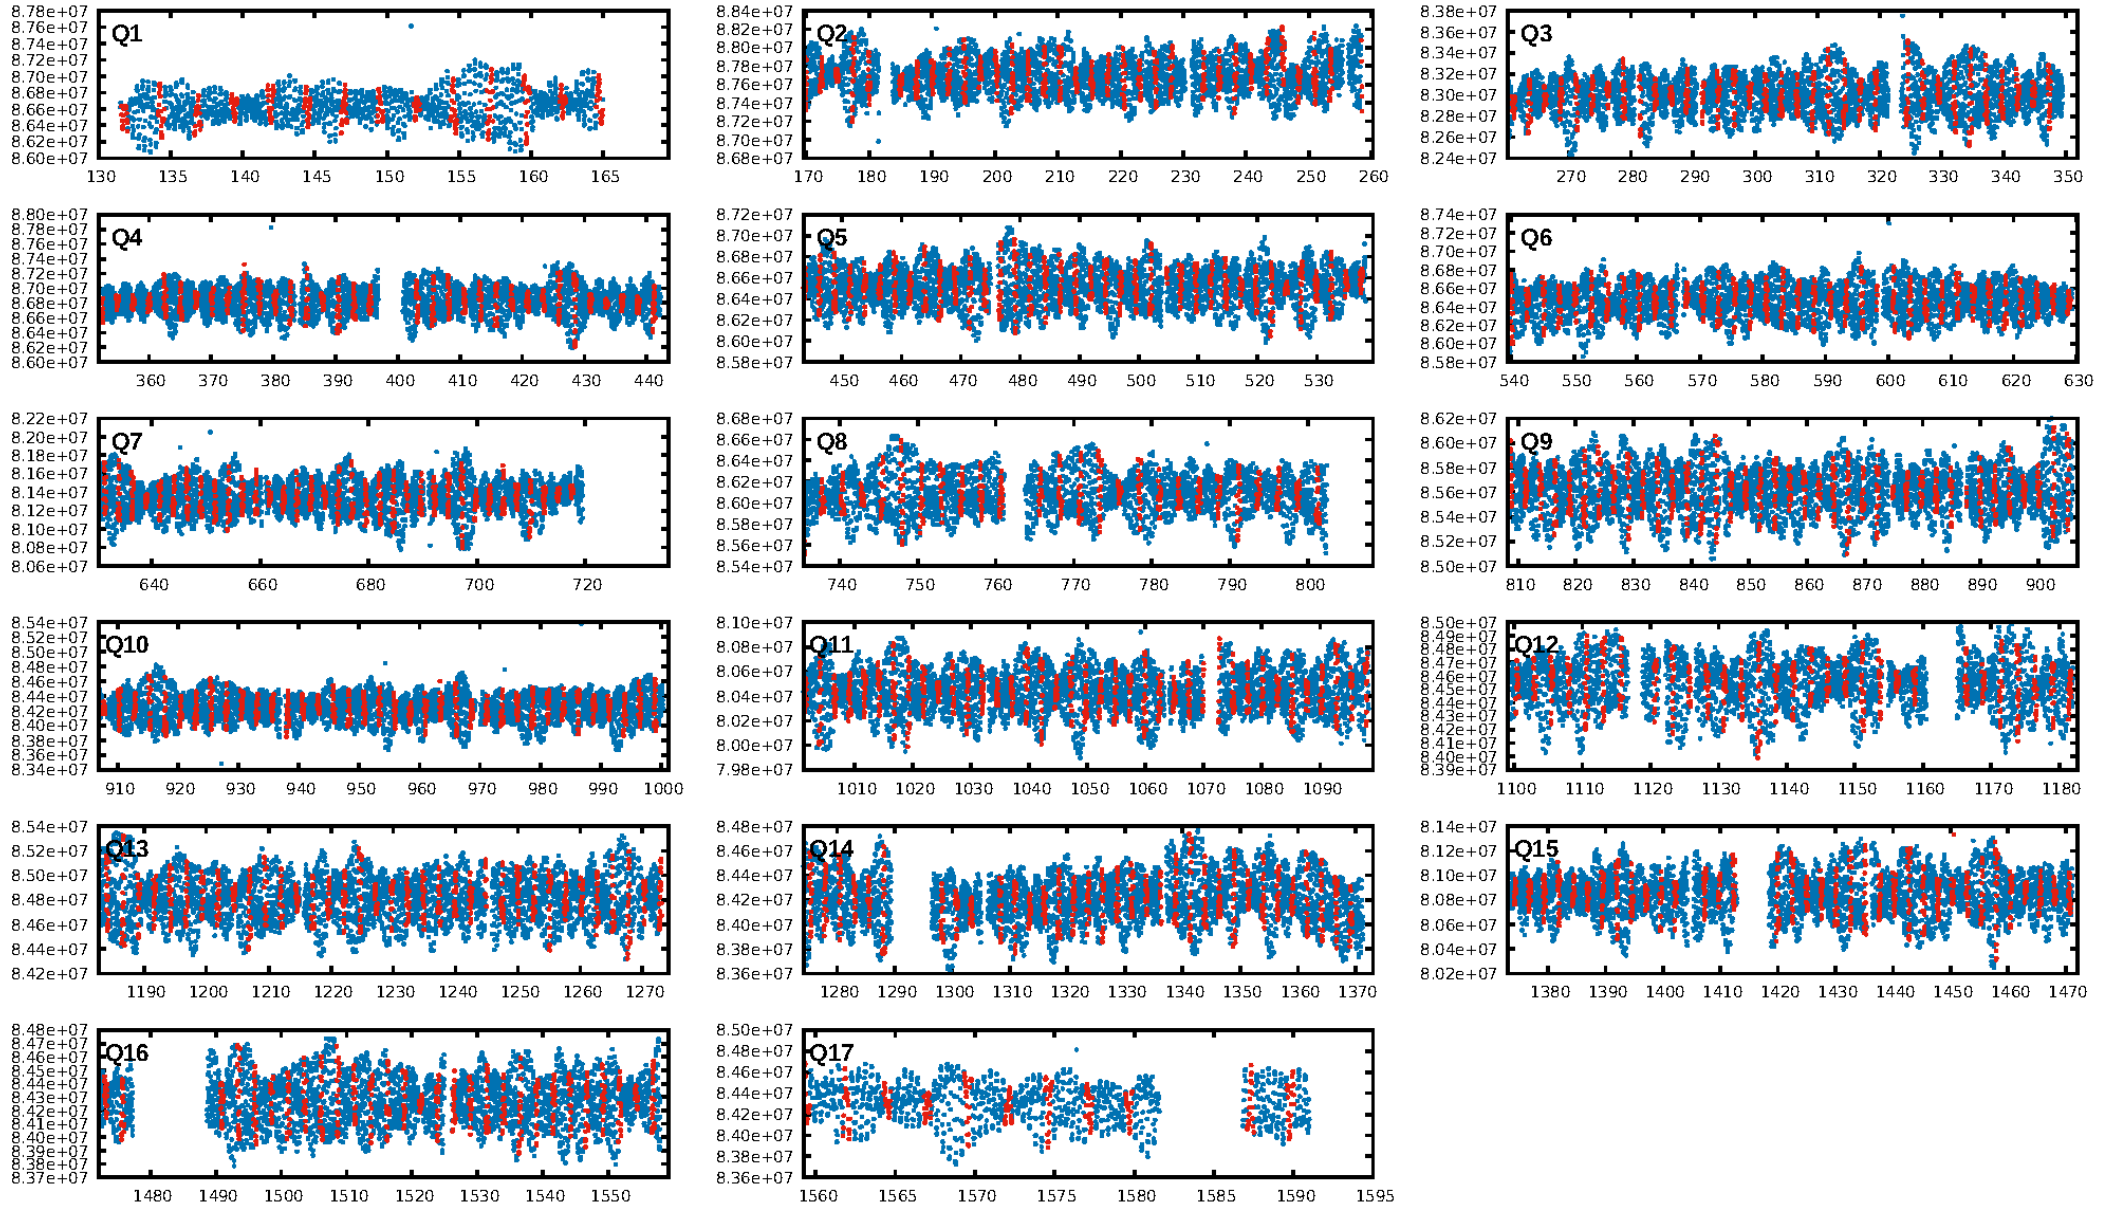 Q1
8.78e+07
8.76e+07
8.74e+07
8.72e+07
8.70e+07
8.68e+07
8.66e+07
8.64e+07
8.62e+07
8.60e+07
130 135 140 145 150 155 160 165
Q2
8.84e+07
8.82e+07
8.80e+07
8.78e+07
8.76e+07
8.74e+07
8.72e+07
8.70e+07
8.68e+07
170 180 190 200 210 220 230 240 250 260
Q3
8.38e+07
8.36e+07
8.34e+07
8.32e+07
8.30e+07
8.28e+07
8.26e+07
8.24e+07
270 280 290 300 310 320 330 340 350
Q4
8.80e+07
8.78e+07
8.76e+07
8.74e+07
8.72e+07
8.70e+07
8.68e+07
8.66e+07
8.64e+07
8.62e+07
8.60e+07
360 370 380 390 400 410 420 430 440
Q5
8.72e+07
8.70e+07
8.68e+07
8.66e+07
8.64e+07
8.62e+07
8.60e+07
8.58e+07
450 460 470 480 490 500 510 520 530
Q6
8.74e+07
8.72e+07
8.70e+07
8.68e+07
8.66e+07
8.64e+07
8.62e+07
8.60e+07
8.58e+07
540 550 560 570 580 590 600 610 620 630
Q7
8.22e+07
8.20e+07
8.18e+07
8.16e+07
8.14e+07
8.12e+07
8.10e+07
8.08e+07
8.06e+07
640 660 680 700 720
Q8
8.68e+07
8.66e+07
8.64e+07
8.62e+07
8.60e+07
8.58e+07
8.56e+07
8.54e+07
740 750 760 770 780 790 800
Q9
8.62e+07
8.60e+07
8.58e+07
8.56e+07
8.54e+07
8.52e+07
8.50e+07
810 820 830 840 850 860 870 880 890 900
Q10
8.54e+07
8.52e+07
8.50e+07
8.48e+07
8.46e+07
8.44e+07
8.42e+07
8.40e+07
8.38e+07
8.36e+07
8.34e+07
910 920 930 940 950 960 970 980 990 1000
Q11
8.10e+07
8.08e+07
8.06e+07
8.04e+07
8.02e+07
8.00e+07
7.98e+07
1010 1020 1030 1040 1050 1060 1070 1080 1090
Q12
8.50e+07
8.49e+07
8.48e+07
8.47e+07
8.46e+07
8.45e+07
8.44e+07
8.43e+07
8.42e+07
8.41e+07
8.40e+07
8.39e+07
1100 1110 1120 1130 1140 1150 1160 1170 1180
Q13
8.54e+07
8.52e+07
8.50e+07
8.48e+07
8.46e+07
8.44e+07
8.42e+07
1190 1200 1210 1220 1230 1240 1250 1260 1270
Q14
8.48e+07
8.46e+07
8.44e+07
8.42e+07
8.40e+07
8.38e+07
8.36e+07
1280 1290 1300 1310 1320 1330 1340 1350 1360 1370
Q15
8.14e+07
8.12e+07
8.10e+07
8.08e+07
8.06e+07
8.04e+07
8.02e+07
1380 1390 1400 1410 1420 1430 1440 1450 1460 1470
Q16
8.48e+07
8.47e+07
8.46e+07
8.45e+07
8.44e+07
8.43e+07
8.42e+07
8.41e+07
8.40e+07
8.39e+07
8.38e+07
8.37e+07
1480 1490 1500 1510 1520 1530 1540 1550
Q17
8.50e+07
8.48e+07
8.46e+07
8.44e+07
8.42e+07
8.40e+07
8.38e+07
8.36e+07
1560 1565 1570 1575 1580 1585 1590 1595